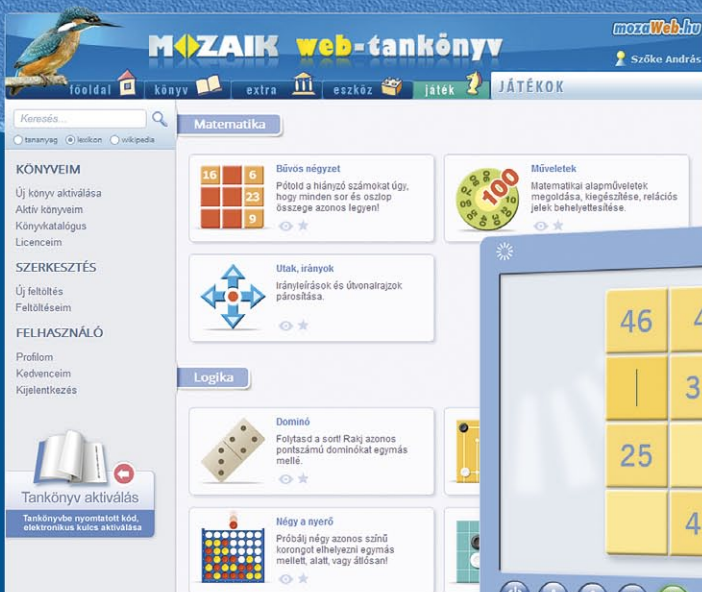 mozaWeb.hu
MOZAIK web-tankönyv
Szőke András
főoldal
könyv
extra
eszköz
játék
JÁTÉKOK
Keresés...
tananyag lexikon wikipedia
KÖNYVEIM
Új könyv aktiválása
Aktív könyveim
Könyvkatalógus
Licenceim
SZERKESZTÉS
Új feltöltés
Feltöltéseim
FELHASZNÁLÓ
Profilom
Kedvenceim
Kijelentkezés
Tankönyv aktiválás
Tankönyvbe nyomtatott kód,
elektronikus kulcs aktiválása
Matematika
16 6
23
9
Bűvös négyzet
Pótold a hiányzó számokat úgy,
hogy minden sor és oszlop
összege azonos legyen!
100
Műveletek
Matematikai alapműveletek
megoldása, kiegészítése, relációs
jelek behelyettesítése.
Utak, irányok
Irányleírások és útvonalrajzok
párosítása.
Logika
Dominó
Folytasd a sort! Rakj azonos
pontszámú dominókat egymás
mellé.
Négy a nyerő
Próbálj négy azonos színű
korongot elhelyezni egymás
mellett, alatt, vagy átlósan!
46 4
3
25
4